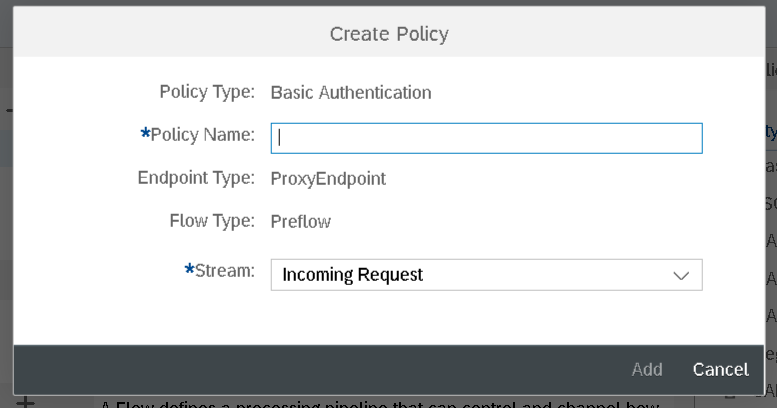 Create Policy
Policy Type: Basic Authentication
*Policy Name:
Endpoint Type: ProxyEndpoint
Flow Type: Preflow
*Stream: Incoming Request
Add Cancel
A Flow defines a processing pipeline that can control and channel how